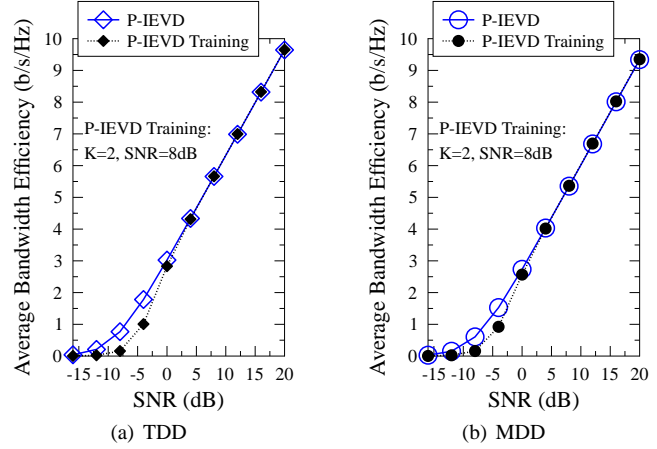 P-IEVD
P-IEVD Training
P-IEVD Training:
K=2, SNR=8dB
Average Bandwidth Efficiency (b/s/Hz)
10
9
8
7
6
5
4
3
2
1
0
-15 -10 -5 0 5 10 15 20
SNR (dB)
(a) TDD
P-IEVD
P-IEVD Training
P-IEVD Training:
K=2, SNR=8dB
Average Bandwidth Efficiency (b/s/Hz)
10
9
8
7
6
5
4
3
2
1
0
-15 -10 -5 0 5 10 15 20
SNR (dB)
(b) MDD